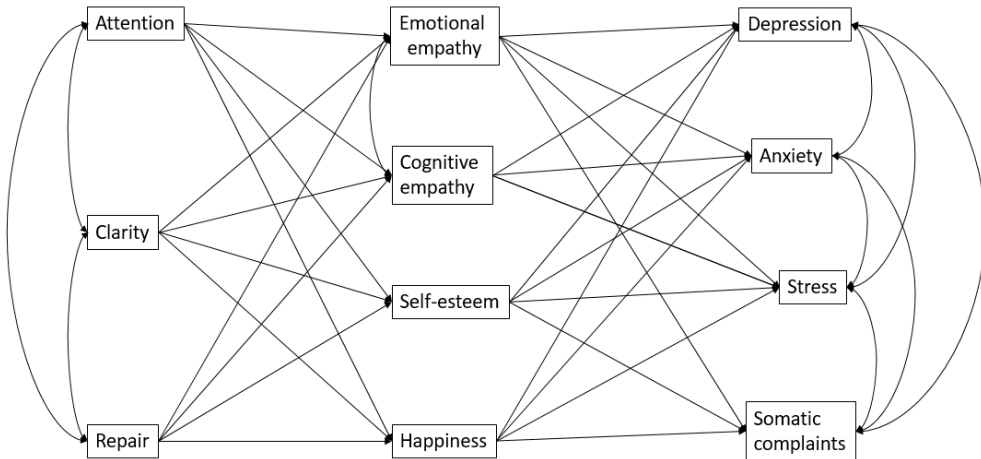 Attention
Clarity
Repair
Emotional
empathy
Cognitive
empathy
Self-esteem
Happiness
Depression
Anxiety
Stress
Somatic
complaints